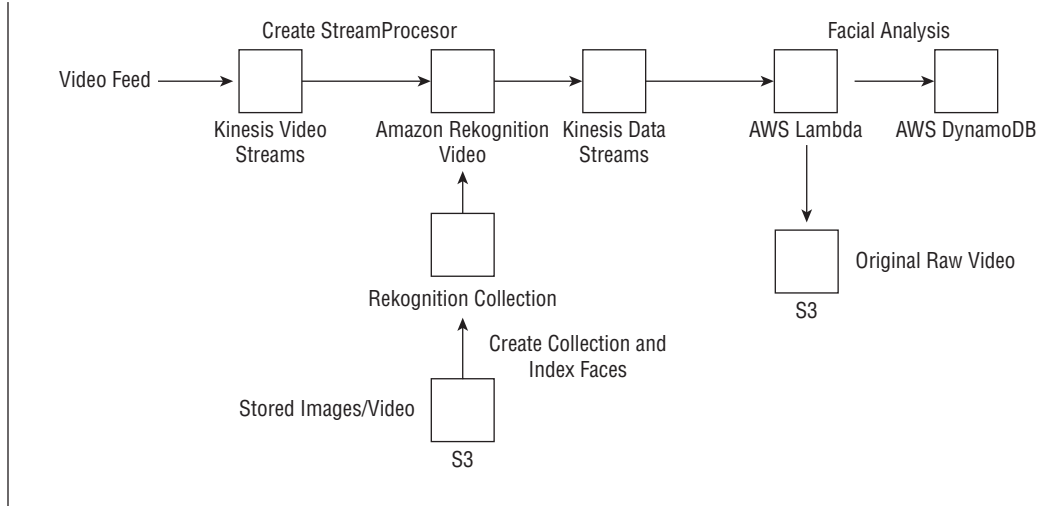 Create StreamProcesor
Facial Analysis
Video Feed
Kinesis Video
Streams
Amazon Rekognition
Video
Kinesis Data
Streams
AWS Lambda
AWS DynamoDB
Rekognition Collection
Original Raw Video
S3
Create Collection and
Index Faces
Stored Images/Video
S3